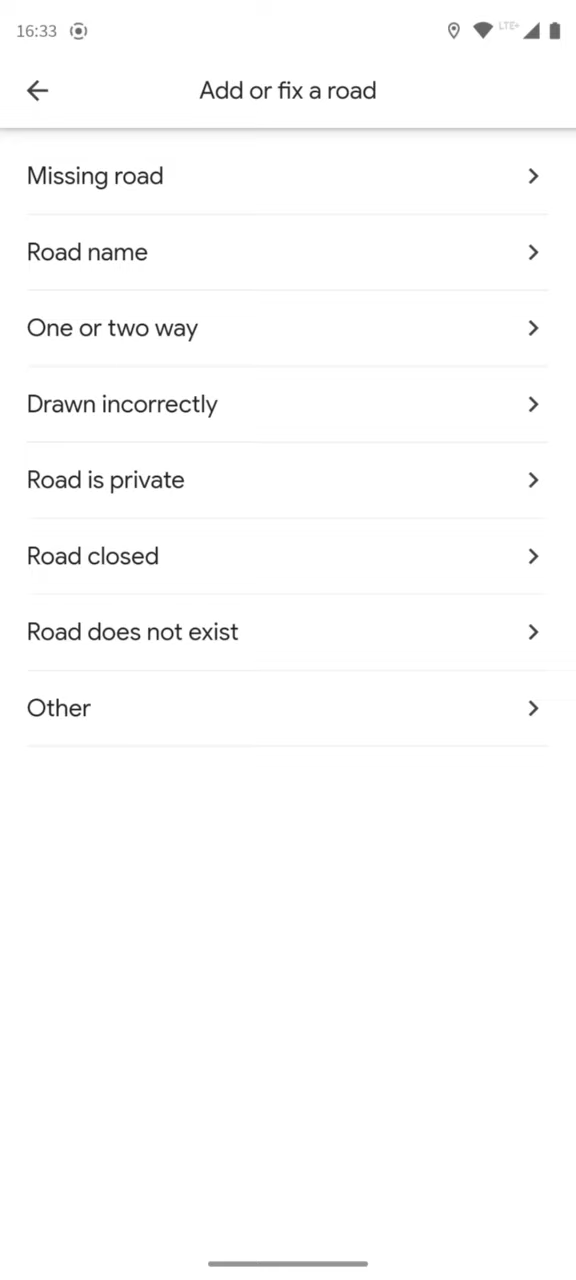 16:33
LTE+
Add or fix a road
Missing road
Road name
One or two way
Drawn incorrectly
Road is private
Road closed
Road does not exist
Other